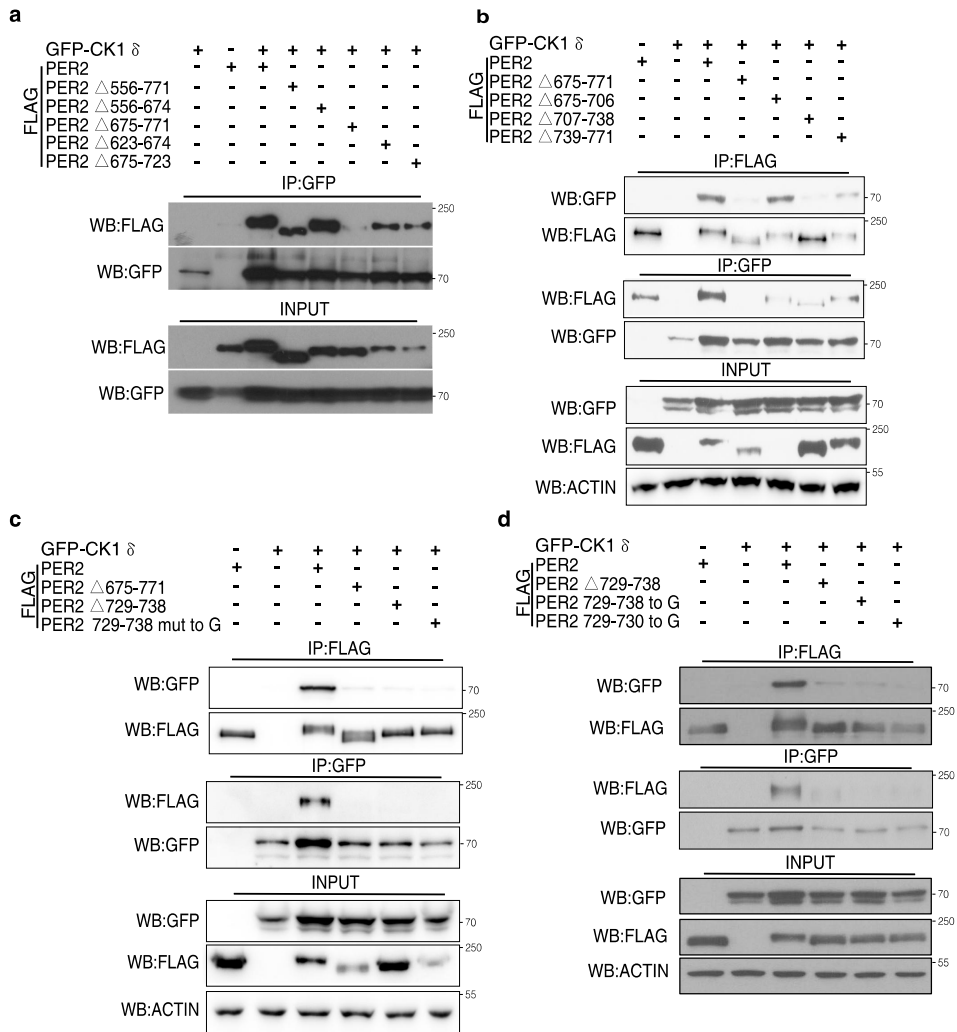 a
GFP-CK1 δ + - + + + + + +
FLAG
PER2 - + + - - - - -
PER2 △556-771 - - - + - - - -
PER2 △556-674 - - - - + - - -
PER2 △675-771 - - - - - + - -
PER2 △623-674 - - - - - - + -
PER2 △675-723 - - - - - - - +
IP:GFP
250
WB:FLAG
WB:GFP
70
INPUT
250
WB:FLAG
WB:GFP
70
b
GFP-CK1 δ - + + + + + +
FLAG
PER2 + - + - - - -
PER2 △675-771 - - - + - - -
PER2 △675-706 - - - - + - -
PER2 △707-738 - - - - - + -
PER2 △739-771 - - - - - - +
IP:FLAG
WB:GFP
70
250
WB:FLAG
IP:GFP
250
WB:FLAG
WB:GFP
70
INPUT
WB:GFP
70
250
WB:FLAG
55
WB:ACTIN
c
GFP-CK1 δ - + + + + +
FLAG
PER2 + - + - - -
PER2 △675-771 - - - + - -
PER2 △729-738 - - - - + -
PER2 729-738 mut to G - - - - - +
IP:FLAG
WB:GFP
70
250
WB:FLAG
IP:GFP
250
WB:FLAG
WB:GFP
70
INPUT
WB:GFP
70
250
WB:FLAG
55
WB:ACTIN
d
GFP-CK1 δ - + + + + +
FLAG
PER2 + - + - - -
PER2 △729-738 - - - + - -
PER2 729-738 to G - - - - + -
PER2 729-730 to G - - - - - +
IP:FLAG
WB:GFP
70
250
WB:FLAG
IP:GFP
250
WB:FLAG
WB:GFP
70
INPUT
WB:GFP
70
250
WB:FLAG
55
WB:ACTIN